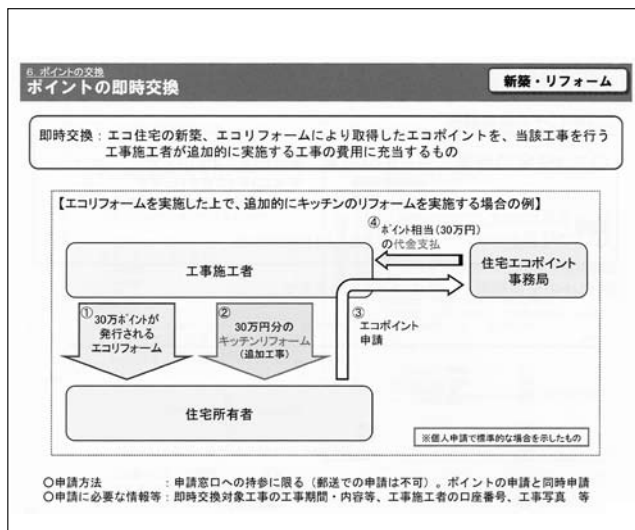 6. ポイントの交換
ポイントの即時交換
新築・リフォーム
即時交換：エコ住宅の新築、エコリフォームにより取得したエコポイントを、当該工事を行う
工事施工者が追加的に実施する工事の費用に充当するもの
【エコリフォームを実施した上で、追加的にキッチンのリフォームを実施する場合の例】
④ポイント相当(30万円)
の代金支払
工事施工者
住宅エコポイント
事務局
①30万ポイントが
発行される
エコリフォーム
②
30万円分の
キッチンリフォーム
(追加工事)
③
エコポイント
申請
住宅所有者
※個人申請で標準的な場合を示したもの
○申請方法　　　　　：申請窓口への持参に限る（郵送での申請は不可）。ポイントの申請と同時申請
○申請に必要な情報等：即時交換対象工事の工事期間・内容等、工事施工者の口座番号、工事写真　等